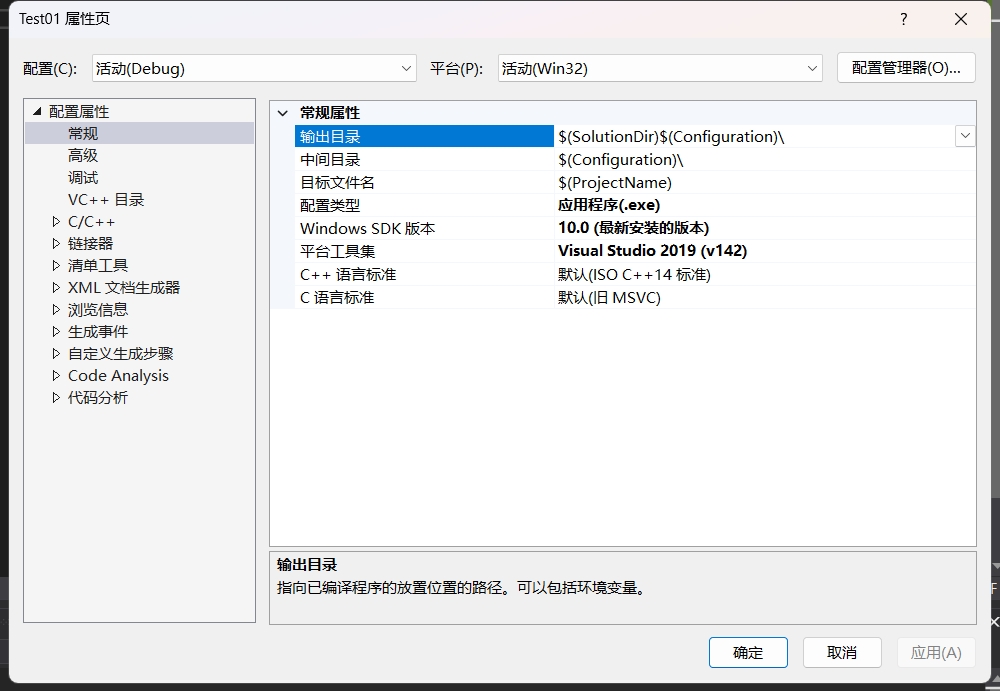 Test01 属性页
?
配置(C): 活动(Debug) 平台(P): 活动(Win32) 配置管理器(O)...
配置属性
常规
高级
调试
VC++ 目录
C/C++
链接器
清单工具
XML 文档生成器
浏览信息
生成事件
自定义生成步骤
Code Analysis
代码分析
常规属性
输出目录 $(SolutionDir)$(Configuration)\
中间目录 $(Configuration)\
目标文件名 $(ProjectName)
配置类型 应用程序(.exe)
Windows SDK 版本 10.0 (最新安装的版本)
平台工具集 Visual Studio 2019 (v142)
C++ 语言标准 默认(ISO C++14 标准)
C 语言标准 默认(旧 MSVC)
输出目录
指向已编译程序的放置位置的路径。可以包括环境变量。
确定 取消 应用(A)